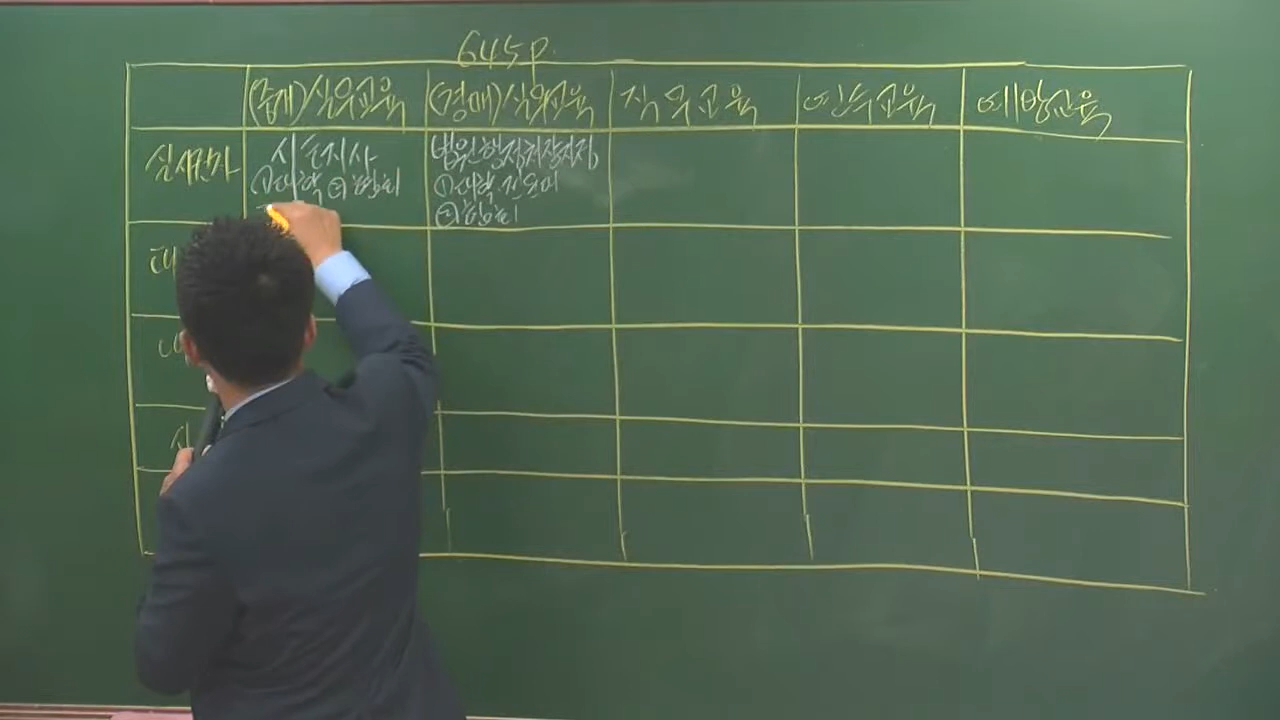 645p.
(중개)실무교육
(경매)실무교육
직무교육
연수교육
예방교육
실시권자
시·도지사
①대학 ②협회
법원행정처장지정
①대학, 전문대
②협회